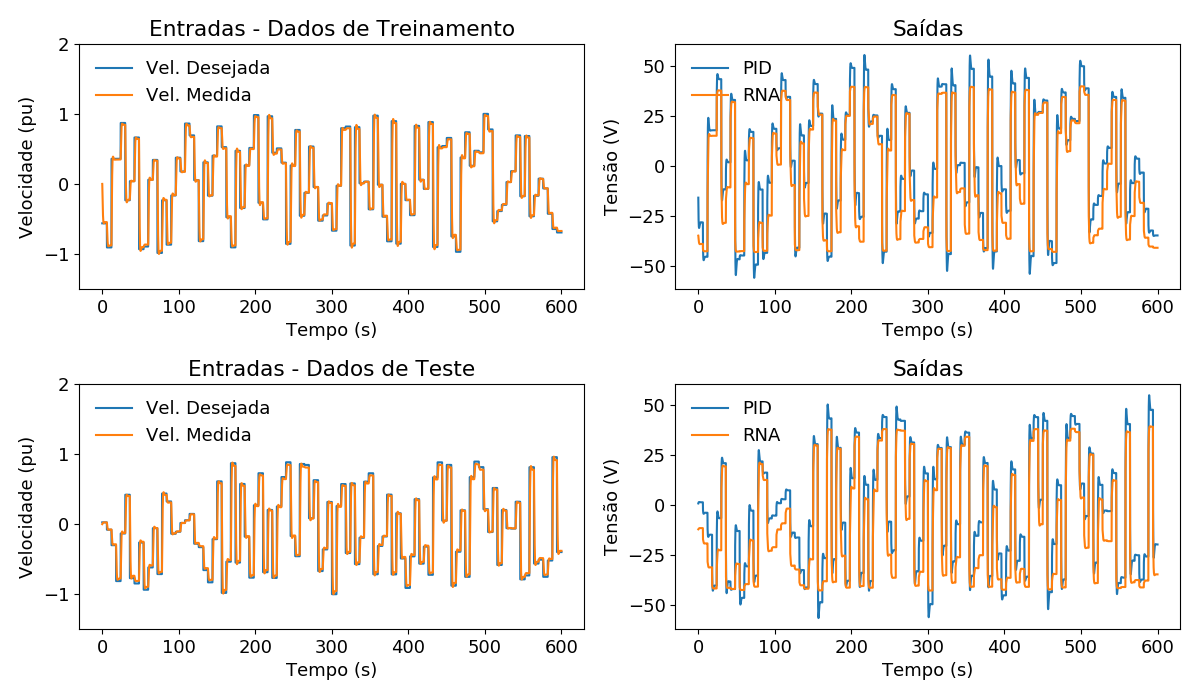 Entradas - Dados de Treinamento
2
1
0
−1
Velocidade (pu)
Vel. Desejada
Vel. Medida
0 100 200 300 400 500 600
Tempo (s)
Saídas
50
25
0
−25
−50
Tensão (V)
PID
RNA
0 100 200 300 400 500 600
Tempo (s)
Entradas - Dados de Teste
2
1
0
−1
Velocidade (pu)
Vel. Desejada
Vel. Medida
0 100 200 300 400 500 600
Tempo (s)
Saídas
50
25
0
−25
−50
Tensão (V)
PID
RNA
0 100 200 300 400 500 600
Tempo (s)